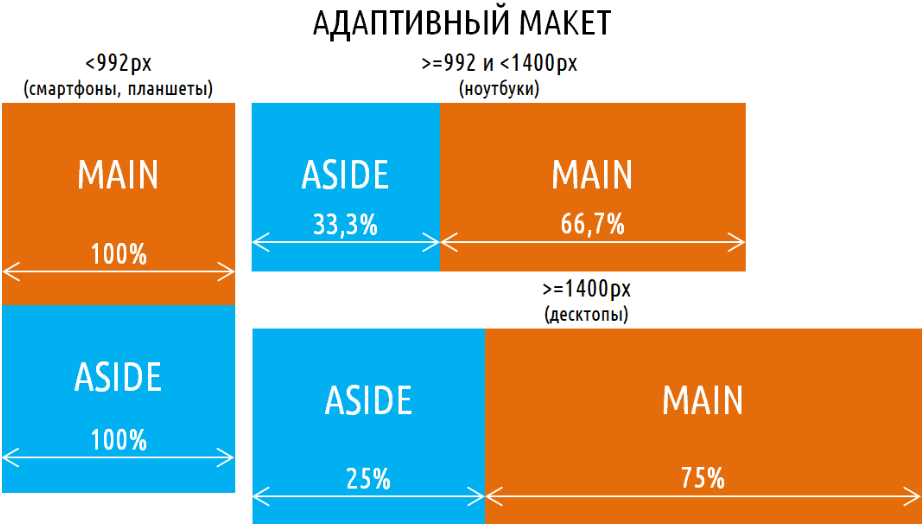 АДАПТИВНЫЙ МАКЕТ
<992px
(смартфоны, планшеты)
MAIN
100%
ASIDE
100%
>=992 и <1400px
(ноутбуки)
ASIDE MAIN
33,3% 66,7%
>=1400px
(десктопы)
ASIDE MAIN
25% 75%